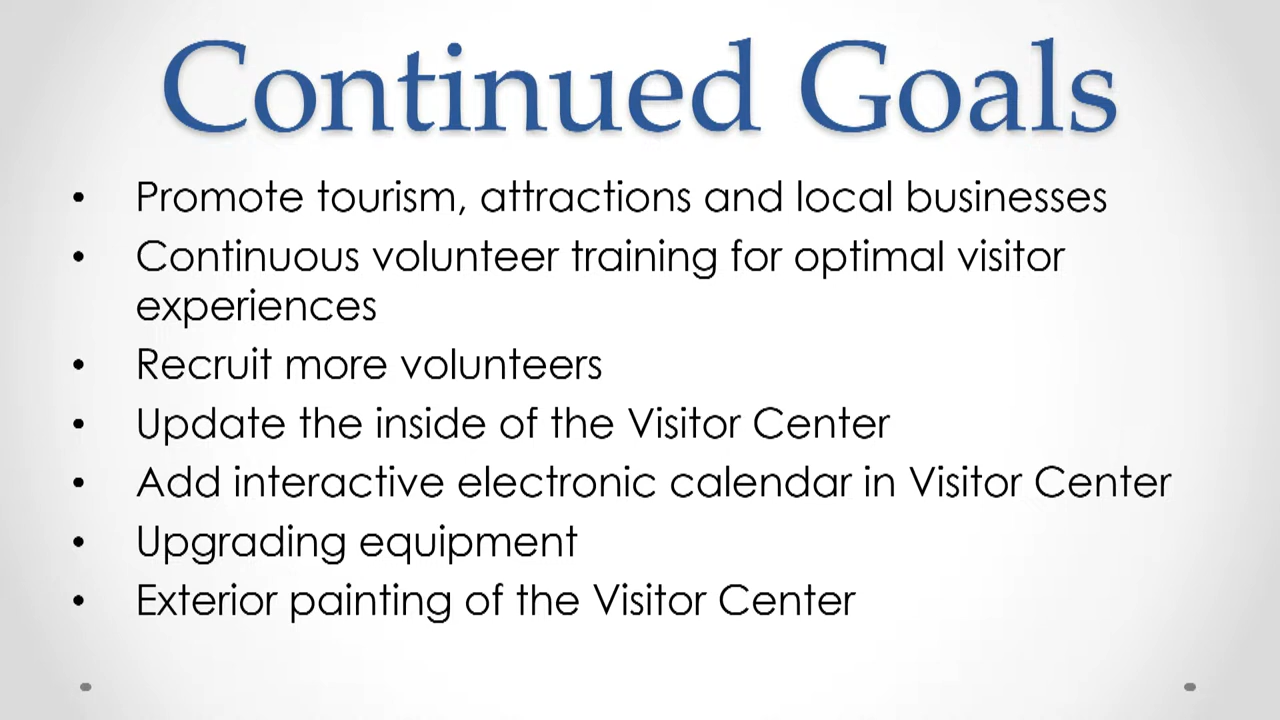 Continued Goals
• Promote tourism, attractions and local businesses
• Continuous volunteer training for optimal visitor
experiences
• Recruit more volunteers
• Update the inside of the Visitor Center
• Add interactive electronic calendar in Visitor Center
• Upgrading equipment
• Exterior painting of the Visitor Center